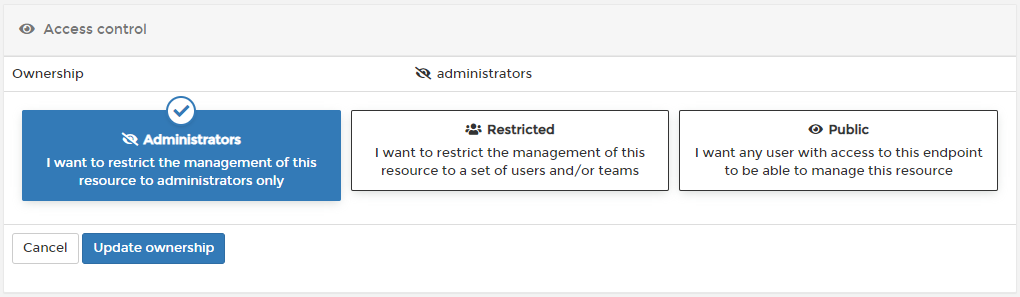 Access control
Ownership administrators
Administrators
I want to restrict the management of this
resource to administrators only
Restricted
I want to restrict the management of this
resource to a set of users and/or teams
Public
I want any user with access to this endpoint
to be able to manage this resource
Cancel Update ownership